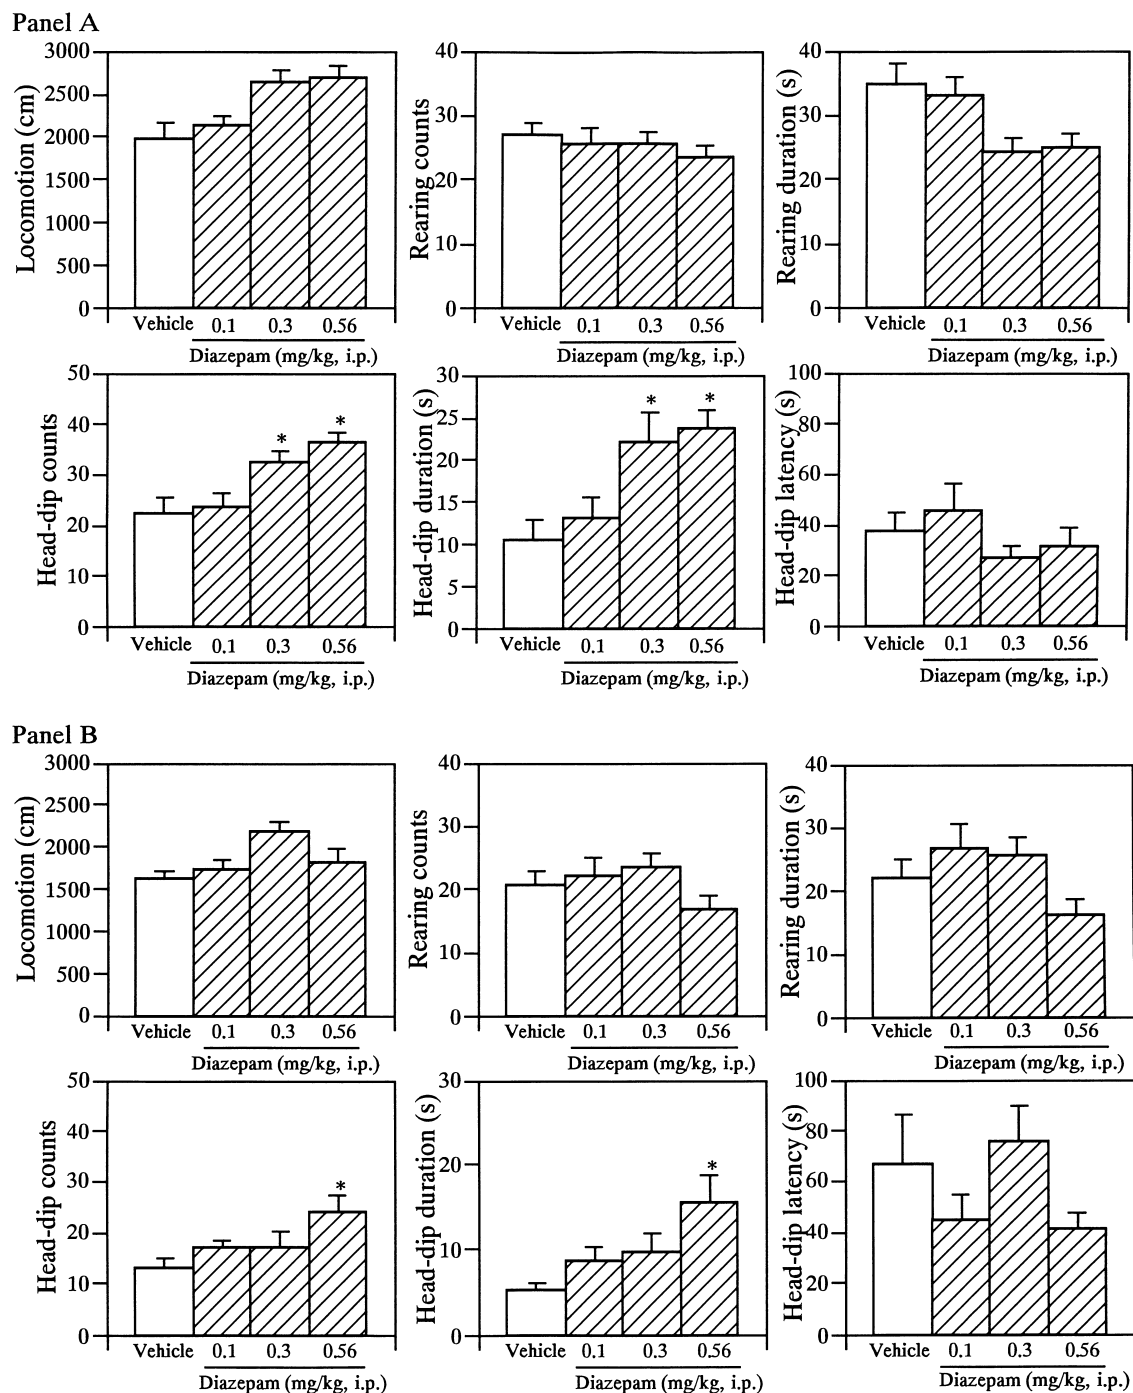 Panel A
Locomotion (cm)
3000
2500
2000
1500
1000
500
0
Vehicle 0.1 0.3 0.56
Diazepam (mg/kg, i.p.)
Rearing counts
40
30
20
10
0
Vehicle 0.1 0.3 0.56
Diazepam (mg/kg, i.p.)
Rearing duration (s)
40
30
20
10
0
Vehicle 0.1 0.3 0.56
Diazepam (mg/kg, i.p.)
Head-dip counts
50
40
30
20
10
0
* *
Vehicle 0.1 0.3 0.56
Diazepam (mg/kg, i.p.)
Head-dip duration (s)
30
25
20
15
10
5
0
* *
Vehicle 0.1 0.3 0.56
Diazepam (mg/kg, i.p.)
Head-dip latency (s)
100
80
60
40
20
0
Vehicle 0.1 0.3 0.56
Diazepam (mg/kg, i.p.)
Panel B
Locomotion (cm)
3000
2500
2000
1500
1000
500
0
Vehicle 0.1 0.3 0.56
Diazepam (mg/kg, i.p.)
Rearing counts
40
30
20
10
0
Vehicle 0.1 0.3 0.56
Diazepam (mg/kg, i.p.)
Rearing duration (s)
40
30
20
10
0
Vehicle 0.1 0.3 0.56
Diazepam (mg/kg, i.p.)
Head-dip counts
50
40
30
20
10
0
*
Vehicle 0.1 0.3 0.56
Diazepam (mg/kg, i.p.)
Head-dip duration (s)
30
20
10
0
*
Vehicle 0.1 0.3 0.56
Diazepam (mg/kg, i.p.)
Head-dip latency (s)
100
80
60
40
20
0
Vehicle 0.1 0.3 0.56
Diazepam (mg/kg, i.p.)